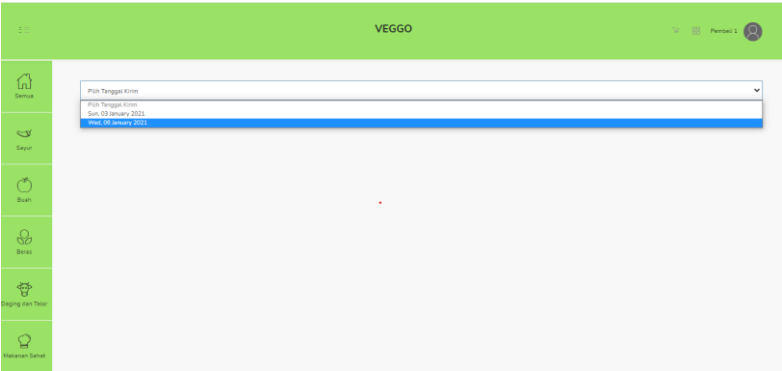 VEGGO
Pembeli 1
Semua
Sayur
Buah
Beras
Daging dan Telor
Makanan Sehat
Pilih Tanggal Kirim
Pilih Tanggal Kirim
Sun, 03 January 2021
Wed, 06 January 2021